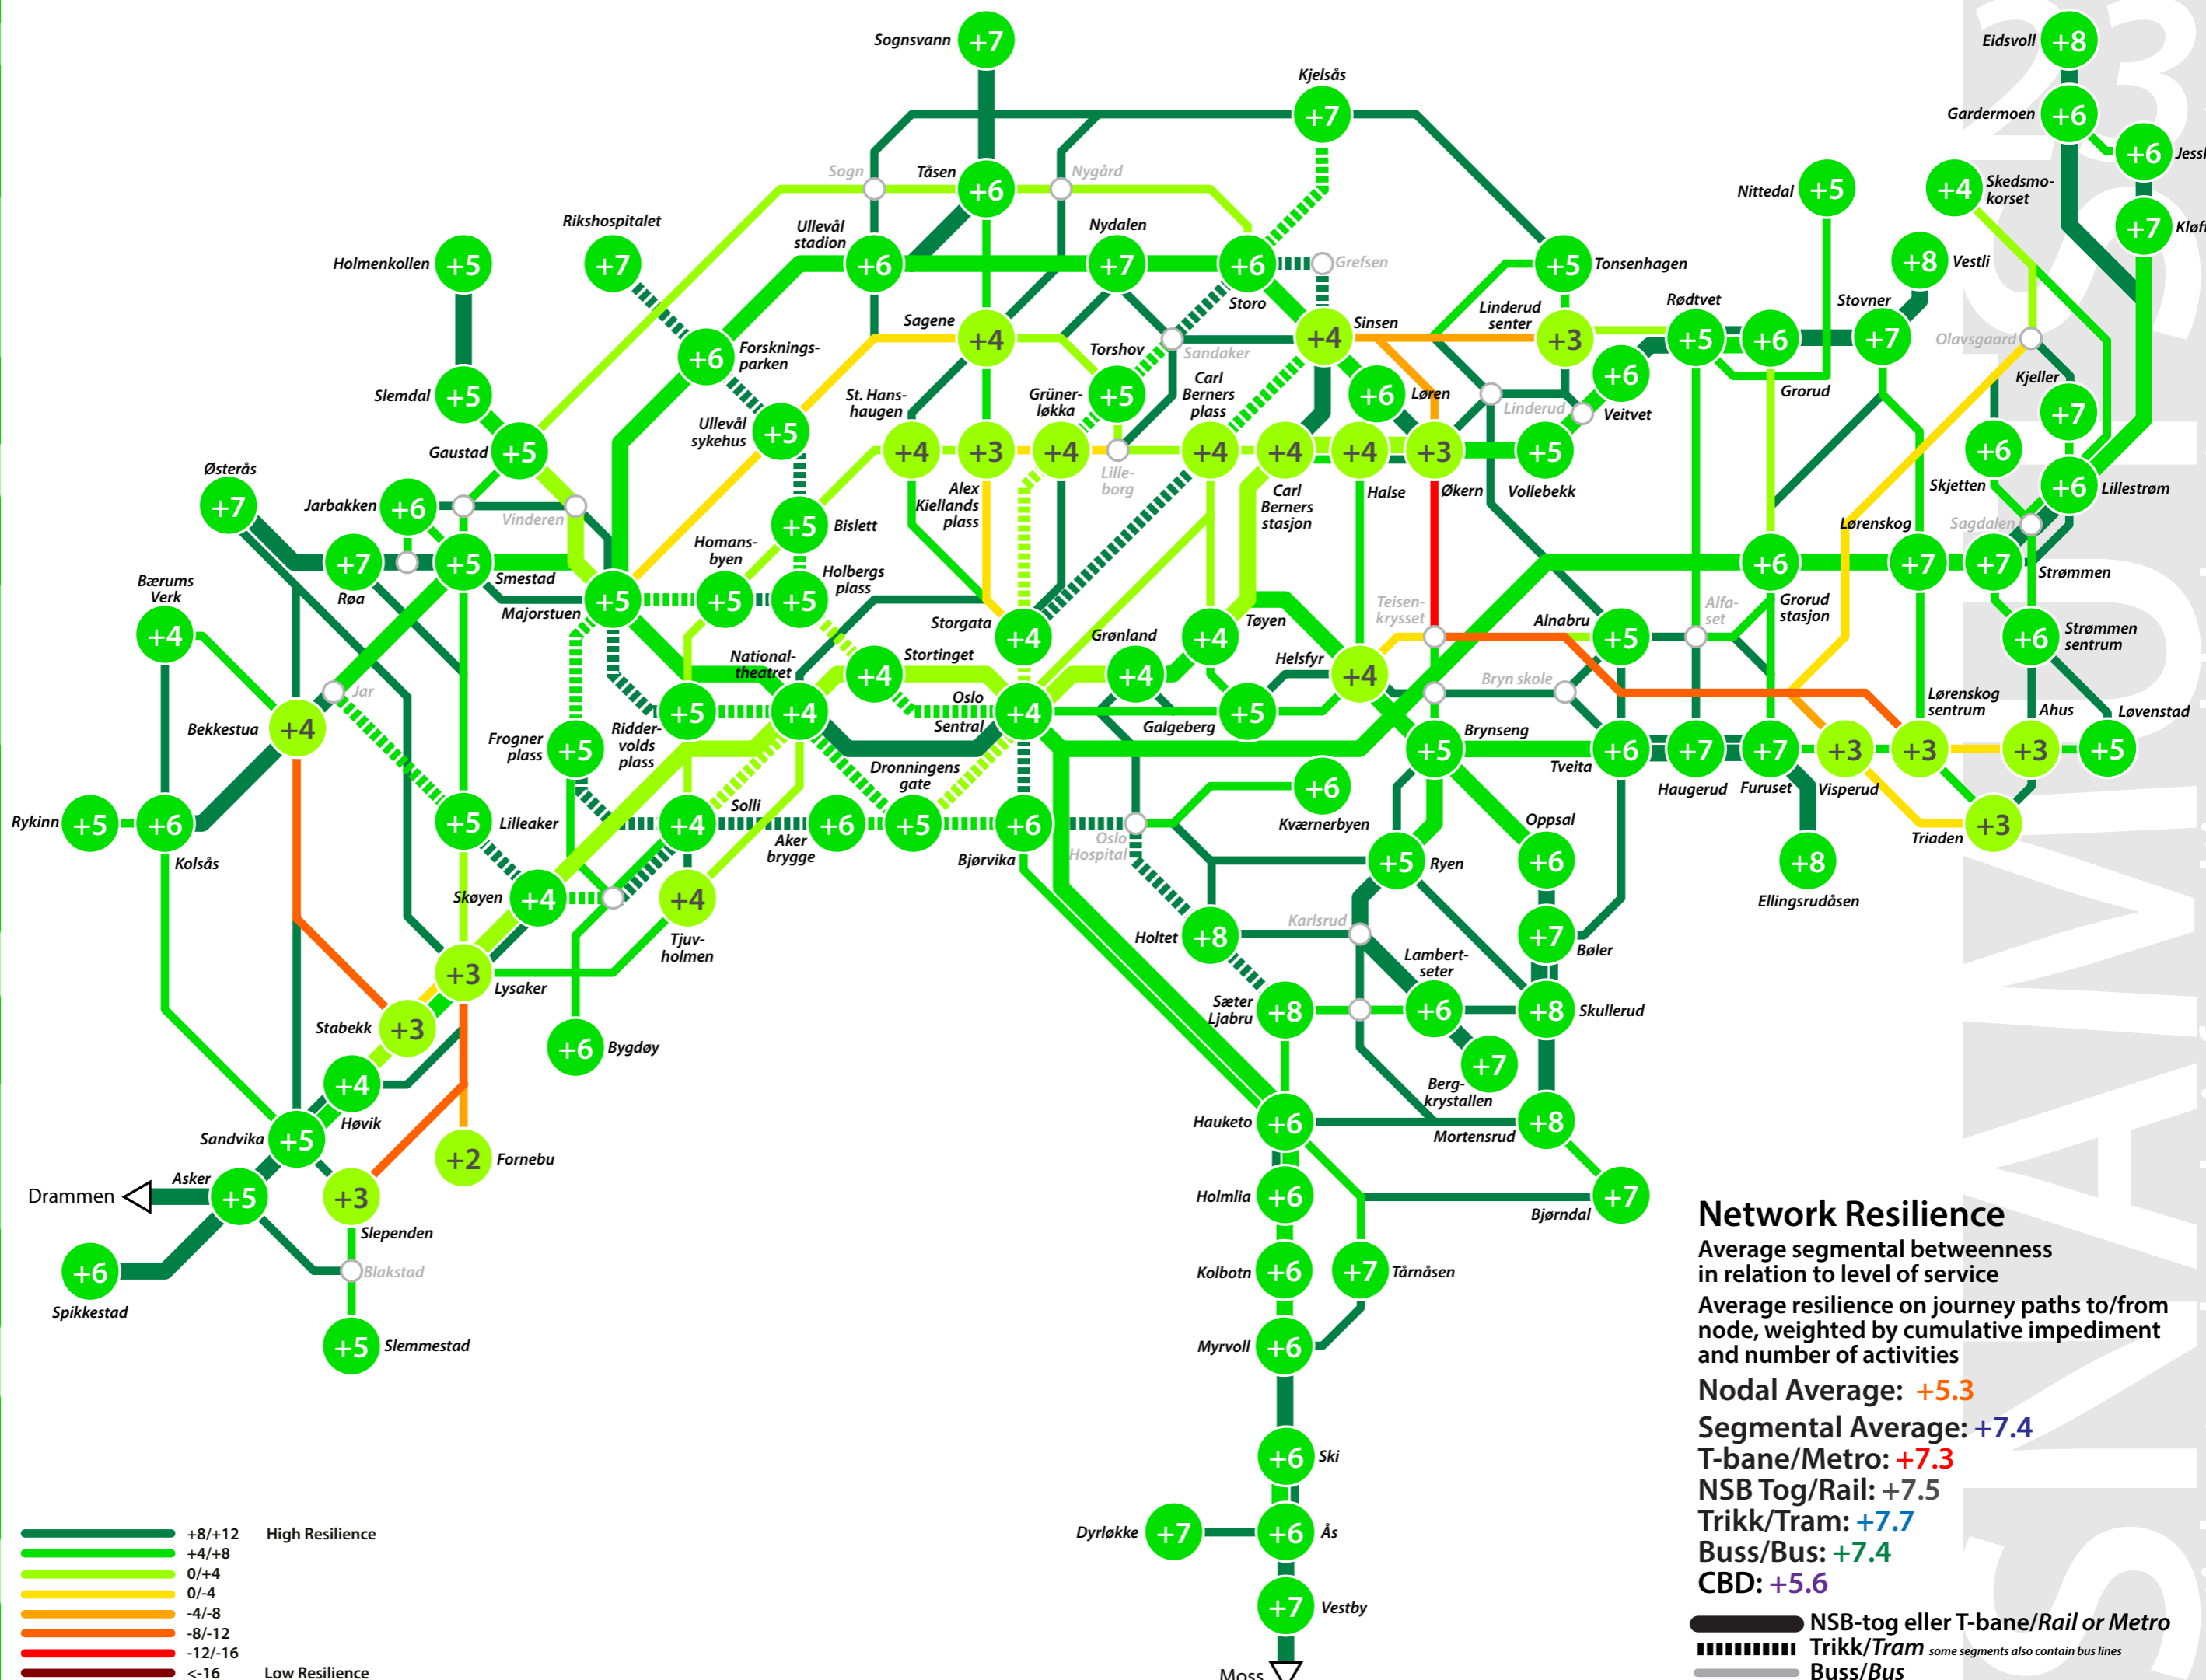 Sognsvann
+7
Eidsvoll
+8
Kjelsås
+7
Gardermoen
+6
+6
Sogn
Tåsen
+6
Nygård
Nittedal
+5
+4
Skedsmo-
korset
+7
Rikshospitalet
+7
Ullevål
stadion
+6
Nydalen
+7
+6
Storo
Grefsen
+5
Tonsenhagen
+8
Vestli
Holmenkollen
+5
Sagene
+4
Torshov
+5
Sandaker
+4
Sinsen
Linderud
senter
+3
Rødtvet
+5
+6
Grorud
Stovner
+7
Olavsgaard
+6
Forsknings-
parken
Slemdal
+5
Ullevål
sykehus
+5
St. Hans-
haugen
+4
Grüner-
løkka
+4
Carl
Berners
plass
+4
+6
Løren
Linderud
+6
Veitvet
Kjeller
+7
Gaustad
+5
+3
Alex
Kiellands
plass
Lille-
borg
+4
Carl
Berners
stasjon
+4
Halse
+3
Økern
+5
Vollebekk
+6
Skjetten
+6
Lillestrøm
Østerås
+7
Jarbakken
+6
Vinderen
+5
Bislett
Lørenskog
+7
Sagdalen
+7
Strømmen
+7
Røa
+5
Smestad
Majorstuen
+5
Homans-
byen
+5
Holbergs
plass
+5
+6
Grorud
stasjon
Bærums
Verk
+4
Storgata
+4
Grønland
+4
+4
Tøyen
Teisen-
krysset
Alnabru
+5
Alfa-
set
+6
Strømmen
sentrum
National-
theatret
+4
Stortinget
+4
Helsfyr
+4
Bryn skole
Jar
Bekkestua
+4
Frogner
plass
+5
Ridder-
volds
plass
+5
Oslo
Sentral
+4
Galgeberg
+5
Brynseng
+5
Tveita
+6
Haugerud
+7
Furuset
+7
Visperud
+3
Lørenskog
sentrum
+3
Ahus
+3
Løvenstad
+5
Rykinn
+5
+6
Kolsås
+5
Lilleaker
Solli
+4
Aker
brygge
+6
Dronningens
gate
+5
+6
Bjørvika
Oslo
Hospital
+6
Kværnerbyen
+5
Ryen
Oppsal
+6
+8
Ellingsrudåsen
Triaden
+3
Skøyen
+4
+4
Tjuv-
holmen
Holtet
+8
Karlsrud
+7
Bøler
+3
Lysaker
Lambert-
seter
+6
Stabekk
+3
+6
Bygdøy
Sæter
Ljabru
+8
+8
Skullerud
+4
Høvik
+7
Berg-
krystallen
Sandvika
+5
+2
Fornebu
Hauketo
+6
Mortensrud
+8
Drammen
Asker
+5
+3
Slependen
Holmlia
+6
Bjørndal
+7
+6
Spikkestad
Blakstad
Kolbotn
+6
+7
Tårnåsen
+5
Slemmestad
Myrvoll
+6
+6
Ski
Dyrløkke
+7
+6
Ås
+7
Vestby
Moss
Network Resilience
Average segmental betweenness
in relation to level of service
Average resilience on journey paths to/from
node, weighted by cumulative impediment
and number of activities
Nodal Average: +5.3
Segmental Average: +7.4
T-bane/Metro: +7.3
NSB Tog/Rail: +7.5
Trikk/Tram: +7.7
Buss/Bus: +7.4
CBD: +5.6
NSB-tog eller T-bane/Rail or Metro
Trikk/Tram some segments also contain bus lines
Buss/Bus
+8/+12 High Resilience
+4/+8
0/+4
0/-4
-4/-8
-8/-12
-12/-16
<-16 Low Resilience